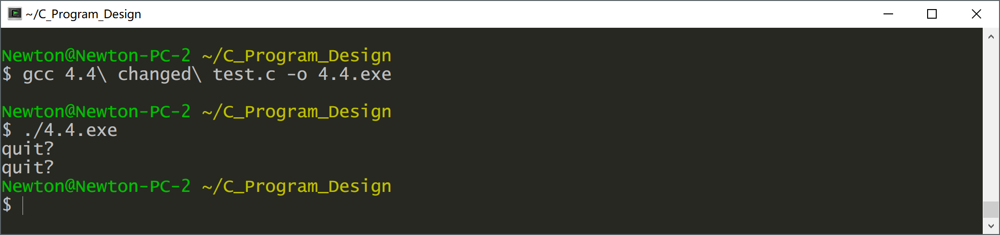 ~/C_Program_Design
Newton@Newton-PC-2 ~/C_Program_Design
$ gcc 4.4\ changed\ test.c -o 4.4.exe
Newton@Newton-PC-2 ~/C_Program_Design
$ ./4.4.exe
quit?
quit?
Newton@Newton-PC-2 ~/C_Program_Design
$